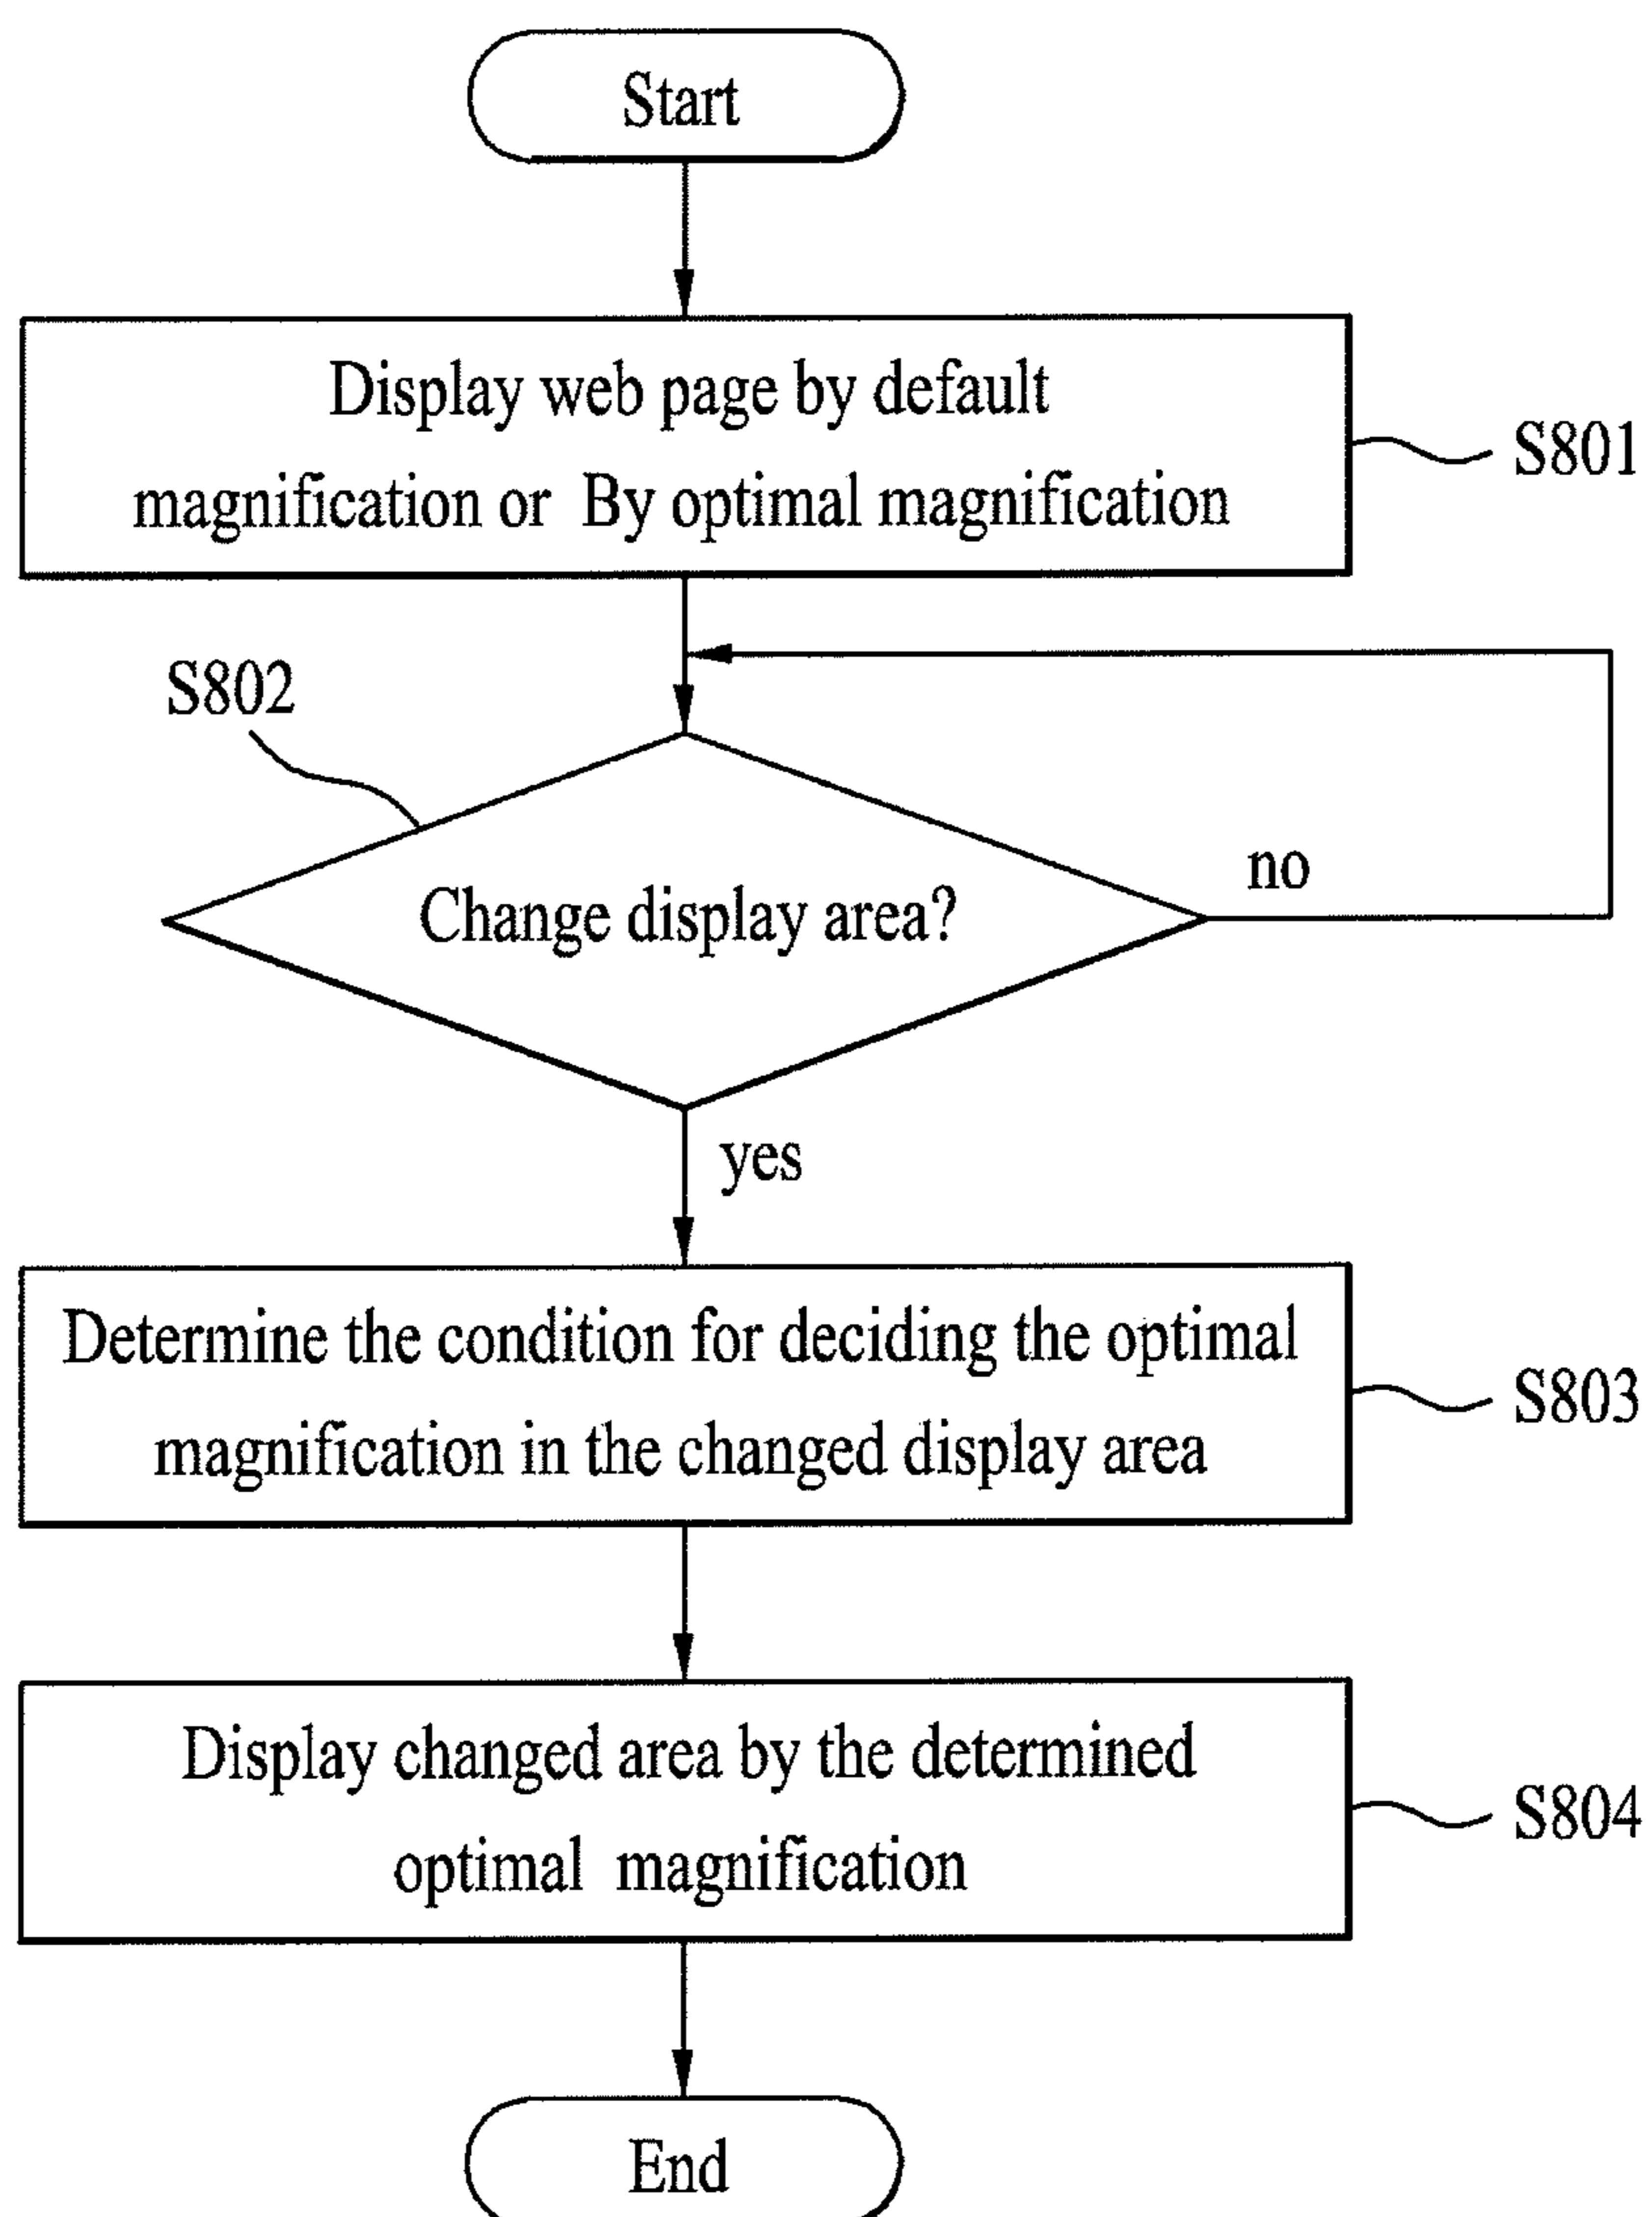 Start
Display web page by default
magnification or By optimal magnification
S801
S802
Change display area?
no
yes
Determine the condition for deciding the optimal
magnification in the changed display area
S803
Display changed area by the determined
optimal magnification
S804
End